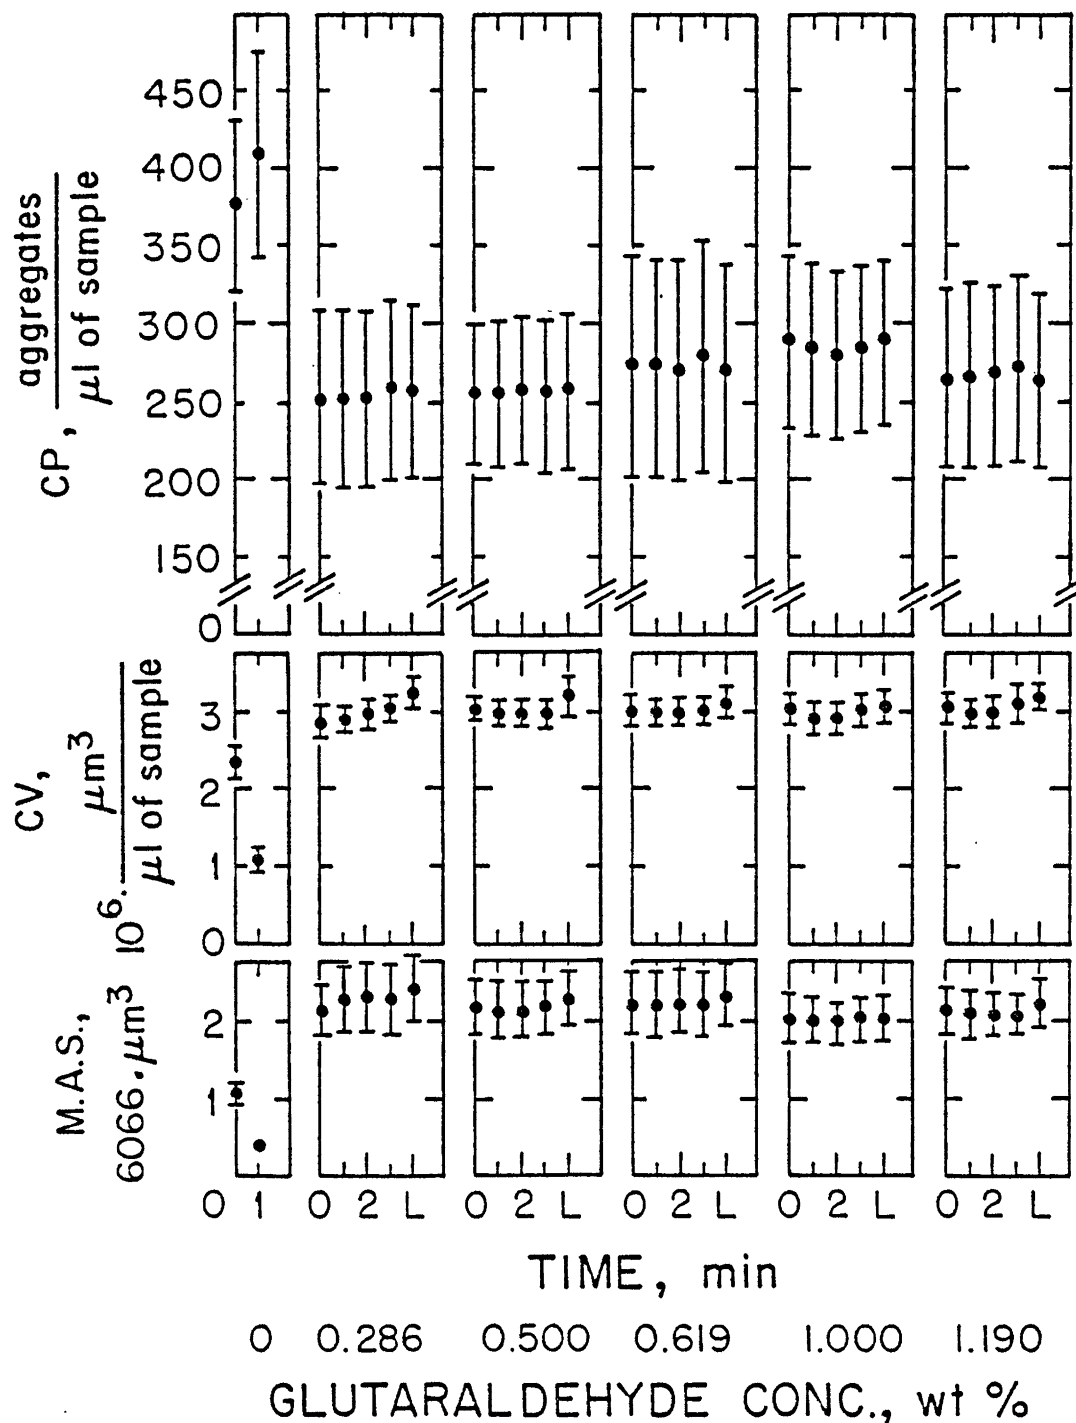 CP, aggregates
μl of sample
450
400
350
300
250
200
150
0
CV, μm3
10^6. μl of sample
3
2
1
0
M.A.S.,
6066.μm3
2
1
0 1 0 2 L 0 2 L 0 2 L 0 2 L 0 2 L
TIME, min
0 0.286 0.500 0.619 1.000 1.190
GLUTARALDEHYDE CONC., wt %